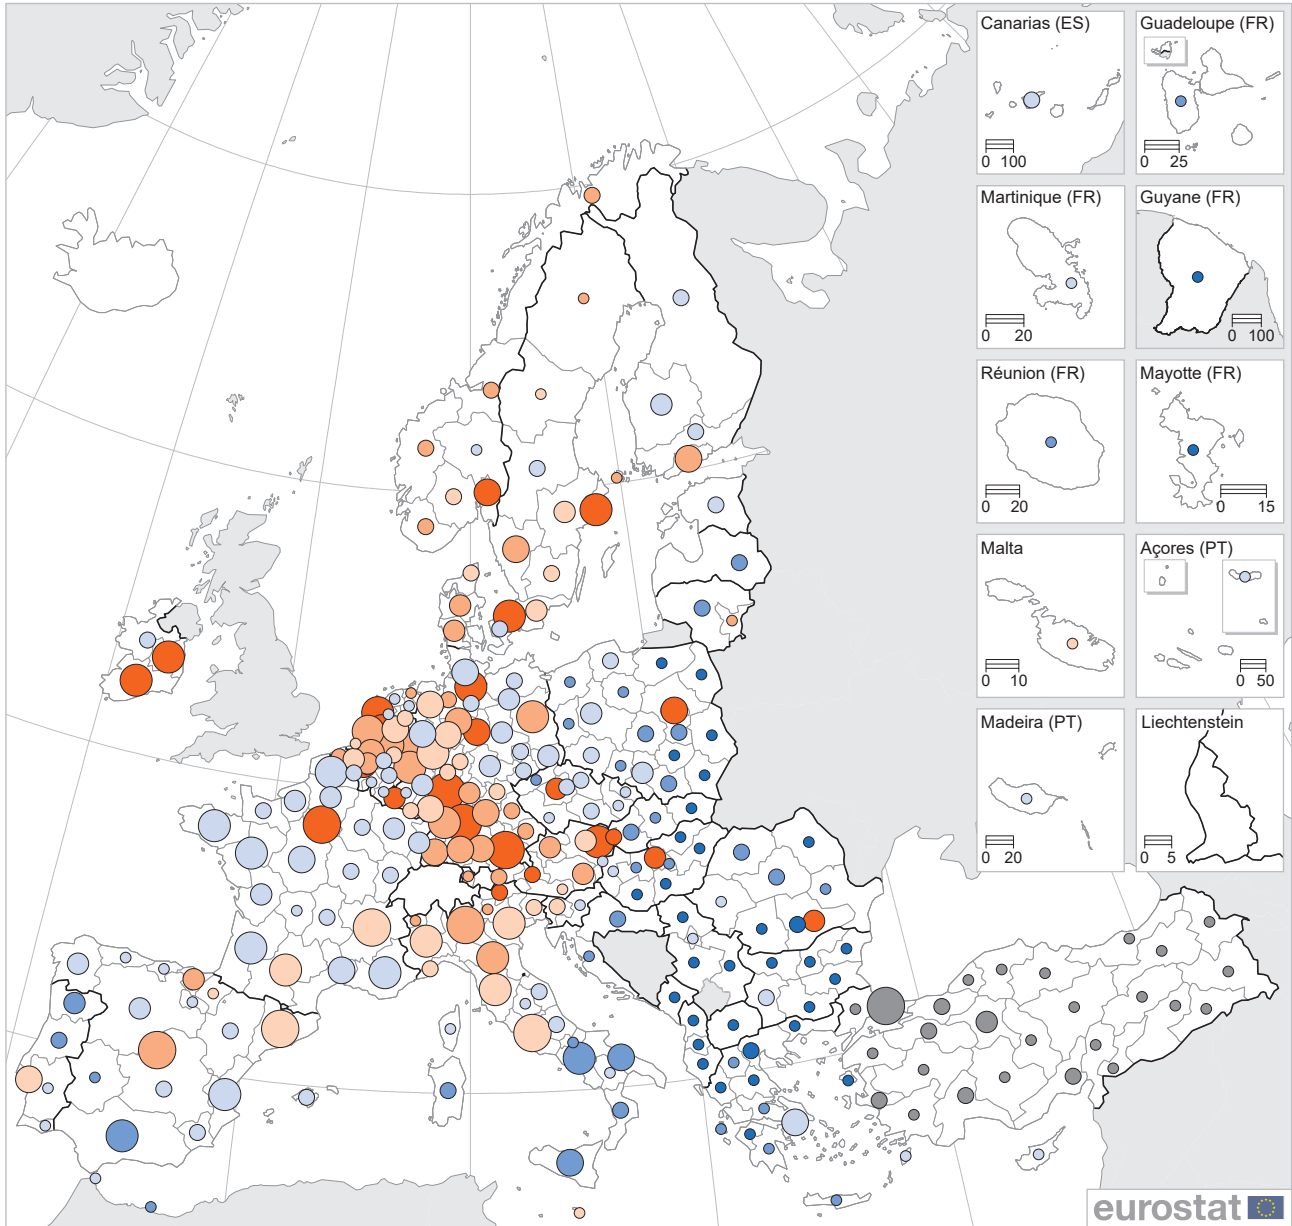 Canarias (ES)
0 100
Guadeloupe (FR)
0 25
Martinique (FR)
0 20
Guyane (FR)
0 100
Réunion (FR)
0 20
Mayotte (FR)
0 15
Malta
0 10
Açores (PT)
0 50
Madeira (PT)
0 20
Liechtenstein
0 5
eurostat